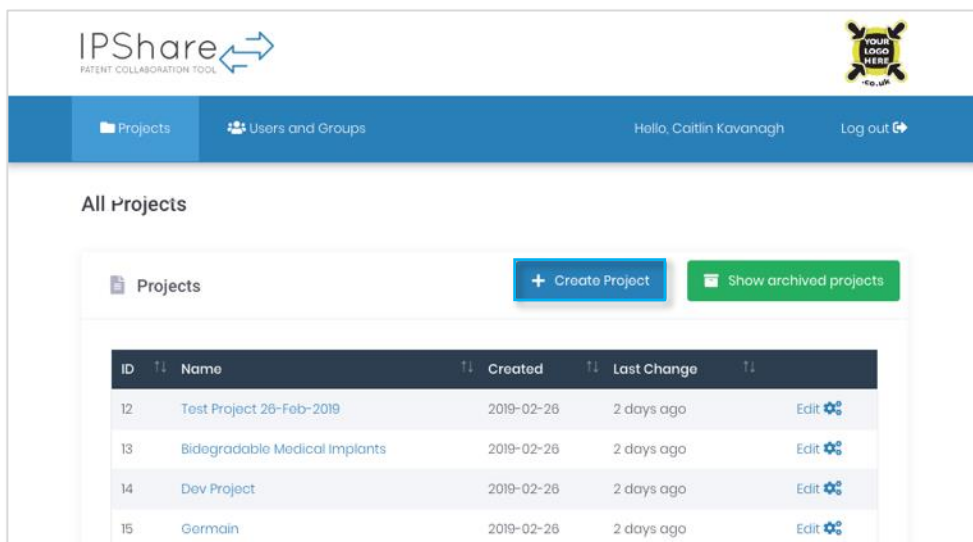 IPShare
PATENT COLLABORATION TOOL
YOUR
LOGO
HERE
.co.uk
Projects Users and Groups Hello, Caitlin Kavanagh Log out
All Projects
Projects + Create Project Show archived projects
ID Name Created Last Change
12 Test Project 26-Feb-2019 2019-02-26 2 days ago Edit
13 Bidegradable Medical Implants 2019-02-26 2 days ago Edit
14 Dev Project 2019-02-26 2 days ago Edit
15 Germain 2019-02-26 2 days ago Edit